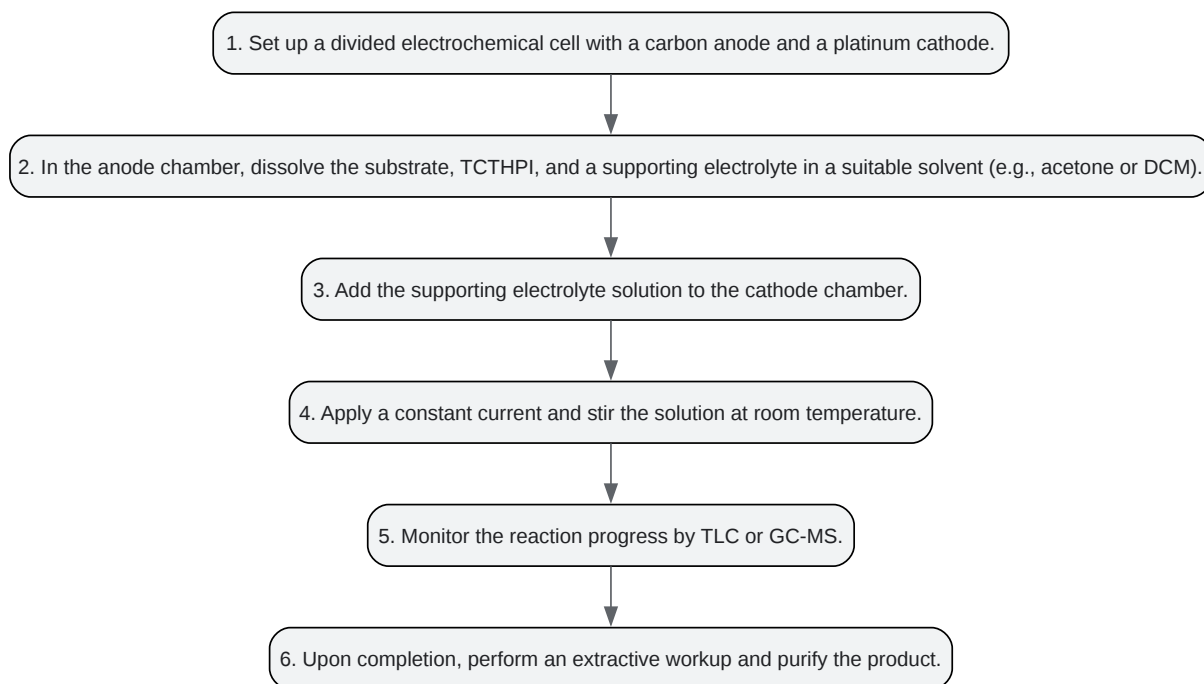 1. Set up a divided electrochemical cell with a carbon anode and a platinum cathode.
2. In the anode chamber, dissolve the substrate, TCTHPI, and a supporting electrolyte in a suitable solvent (e.g., acetone or DCM).
3. Add the supporting electrolyte solution to the cathode chamber.
4. Apply a constant current and stir the solution at room temperature.
5. Monitor the reaction progress by TLC or GC-MS.
6. Upon completion, perform an extractive workup and purify the product.